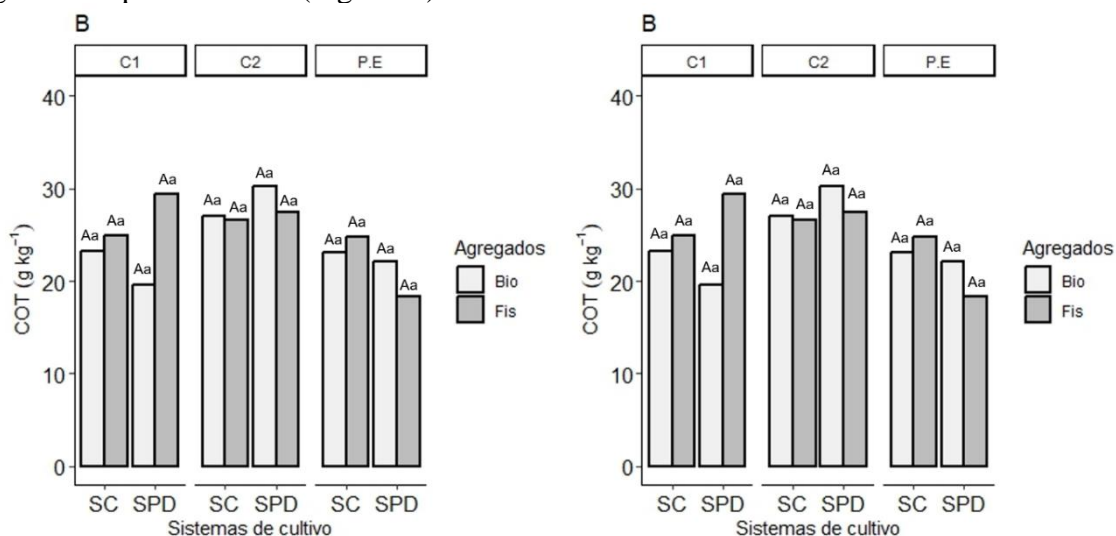 B
C1 C2 P.E
40
30
20
10
0
COT (g kg⁻¹)
Aa Aa Aa Aa
Aa Aa Aa Aa
Aa Aa Aa Aa
SC SPD SC SPD SC SPD
Sistemas de cultivo
Agregados
Bio
Fis
B
C1 C2 P.E
40
30
20
10
0
COT (g kg⁻¹)
Aa Aa Aa Aa
Aa Aa Aa Aa
Aa Aa Aa Aa
SC SPD SC SPD SC SPD
Sistemas de cultivo
Agregados
Bio
Fis